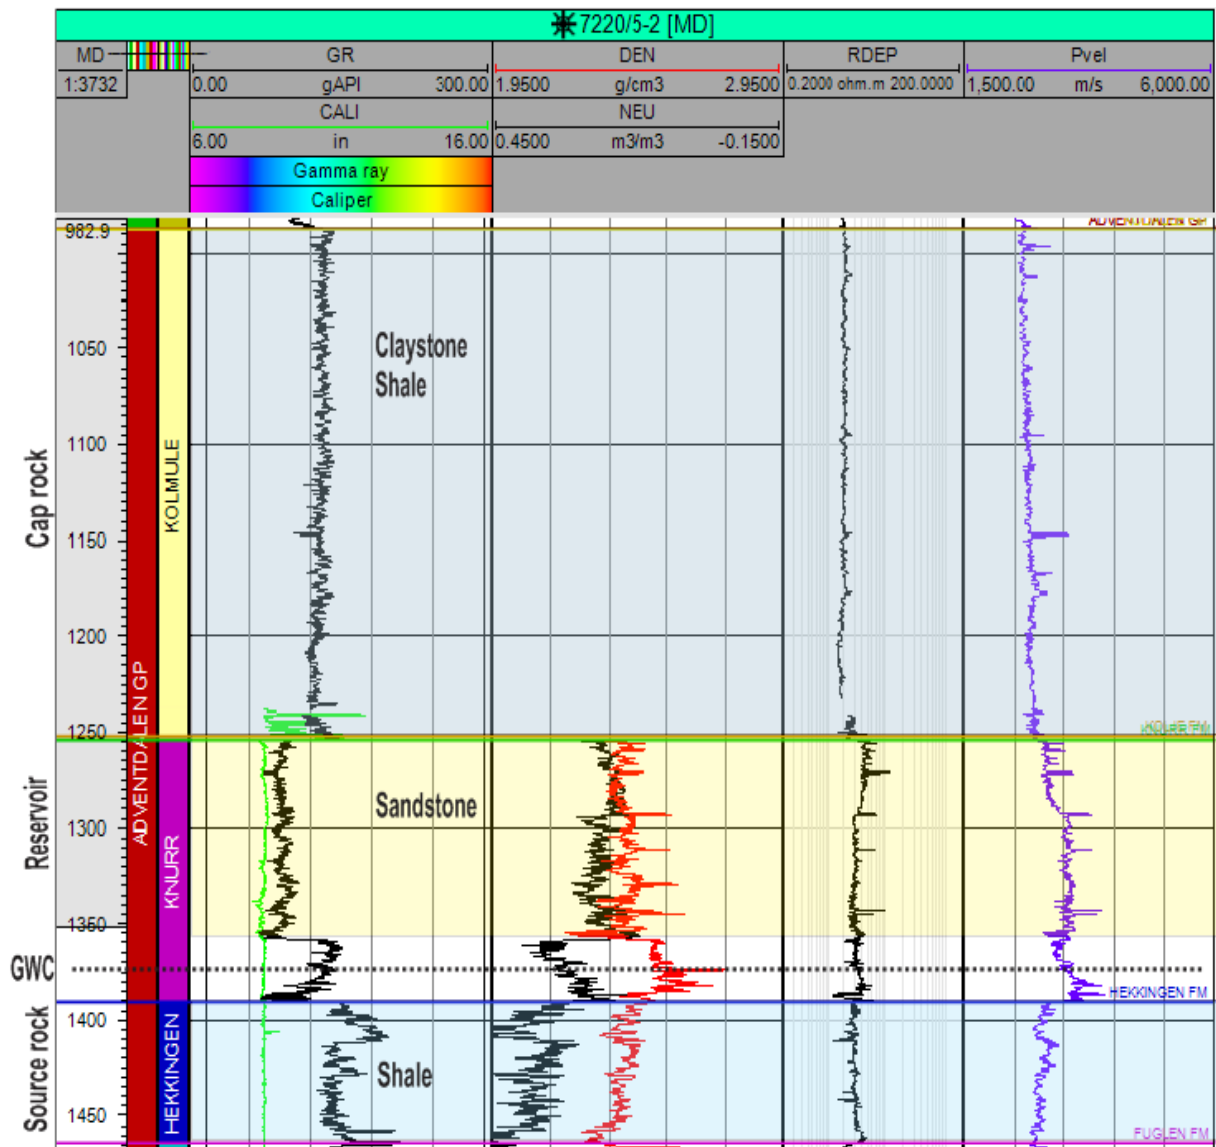 7220/5-2 [MD]
MD GR DEN RDEP Pvel
1:3732 0.00 gAPI 300.00 1.9500 g/cm3 2.9500 0.2000 ohm.m 200.0000 1,500.00 m/s 6,000.00
CALI NEU
6.00 in 16.00 0.4500 m3/m3 -0.1500
Gamma ray
Caliper
ADVENTDALEN GP
982.9
1050
Claystone
Shale
1100
Cap rock
KOLMULE
1150
1200
ADVENTDALEN GP
1250
KNURR FM
Reservoir
Sandstone
1300
KNURR
1350
GWC
HEKKINGEN FM
1400
Source rock
HEKKINGEN
Shale
1450
FUGLEN FM